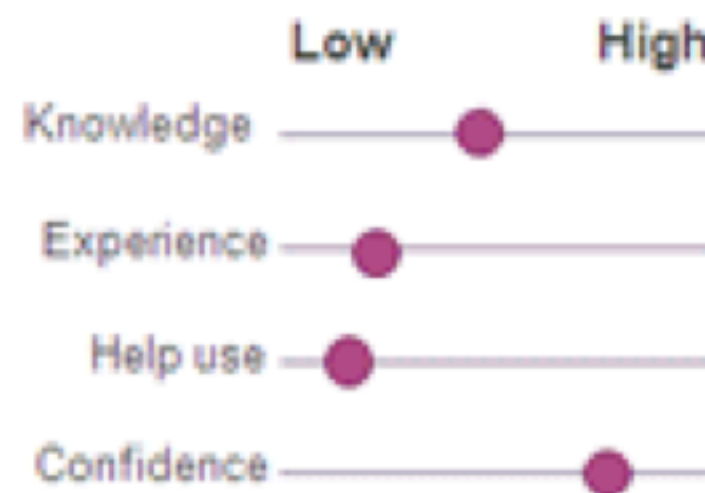 Low High
Knowledge
Experience
Help use
Confidence